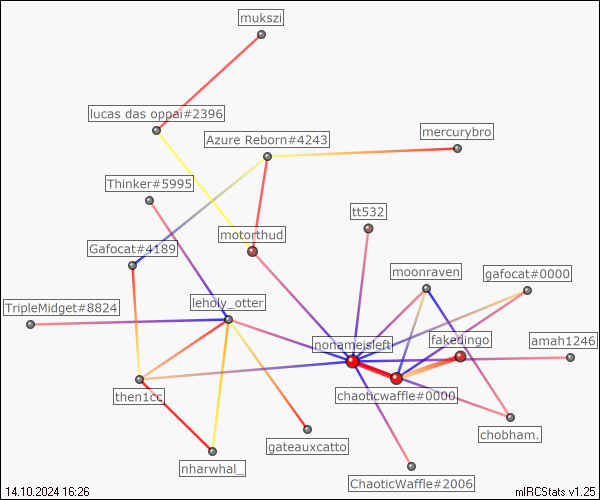 mukszi
lucas das oppai#2396
mercurybro
Azure Reborn#4243
Thinker#5995
tt532
motorthud
Gafocat#4189
moonraven
gafocat#0000
TripleMidget#8824
leholy_otter
nonameisleft
fakedingo
amah1246
then1cc
chaoticwaffle#0000
chobham.
gateauxcatto
nharwhal_
ChaoticWaffle#2006
14.10.2024 16:26
mIRCStats v1.25